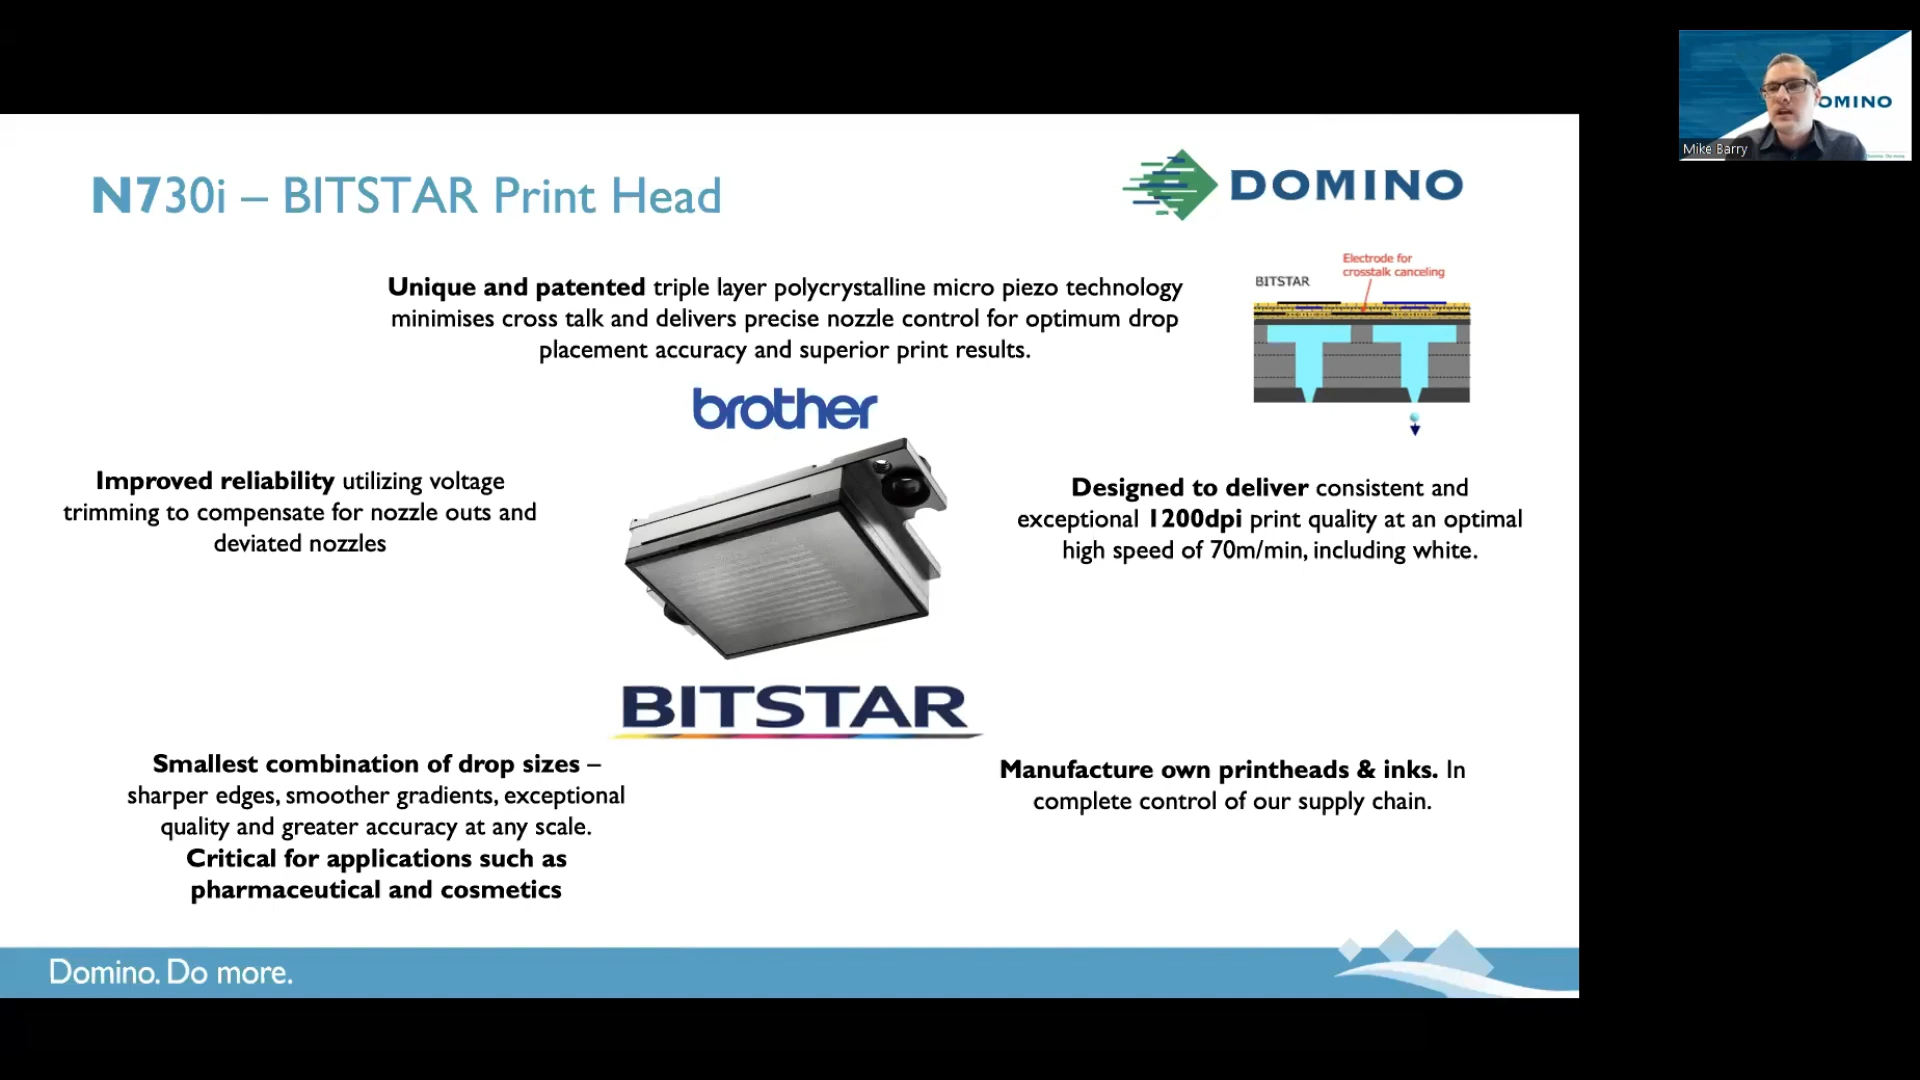 N730i – BITSTAR Print Head
DOMINO
OMINO
Mike Barry
Unique and patented triple layer polycrystalline micro piezo technology
minimises cross talk and delivers precise nozzle control for optimum drop
placement accuracy and superior print results.
Electrode for
crosstalk canceling
BITSTAR
brother
Improved reliability utilizing voltage
trimming to compensate for nozzle outs and
deviated nozzles
Designed to deliver consistent and
exceptional 1200dpi print quality at an optimal
high speed of 70m/min, including white.
BITSTAR
Smallest combination of drop sizes –
sharper edges, smoother gradients, exceptional
quality and greater accuracy at any scale.
Critical for applications such as
pharmaceutical and cosmetics
Manufacture own printheads & inks. In
complete control of our supply chain.
Domino. Do more.